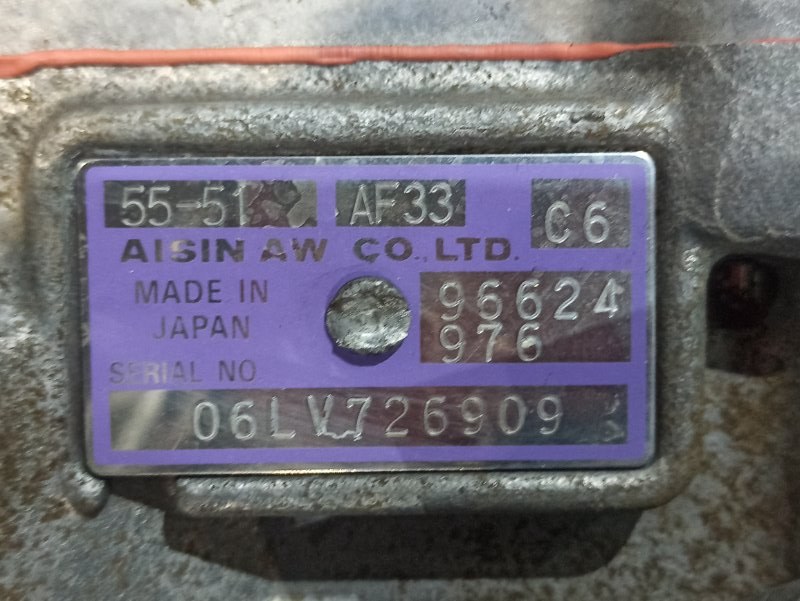 55-51 AF33 C6
AISIN AW CO.,LTD.
MADE IN
JAPAN
96624
976
SERIAL NO
06LV726909